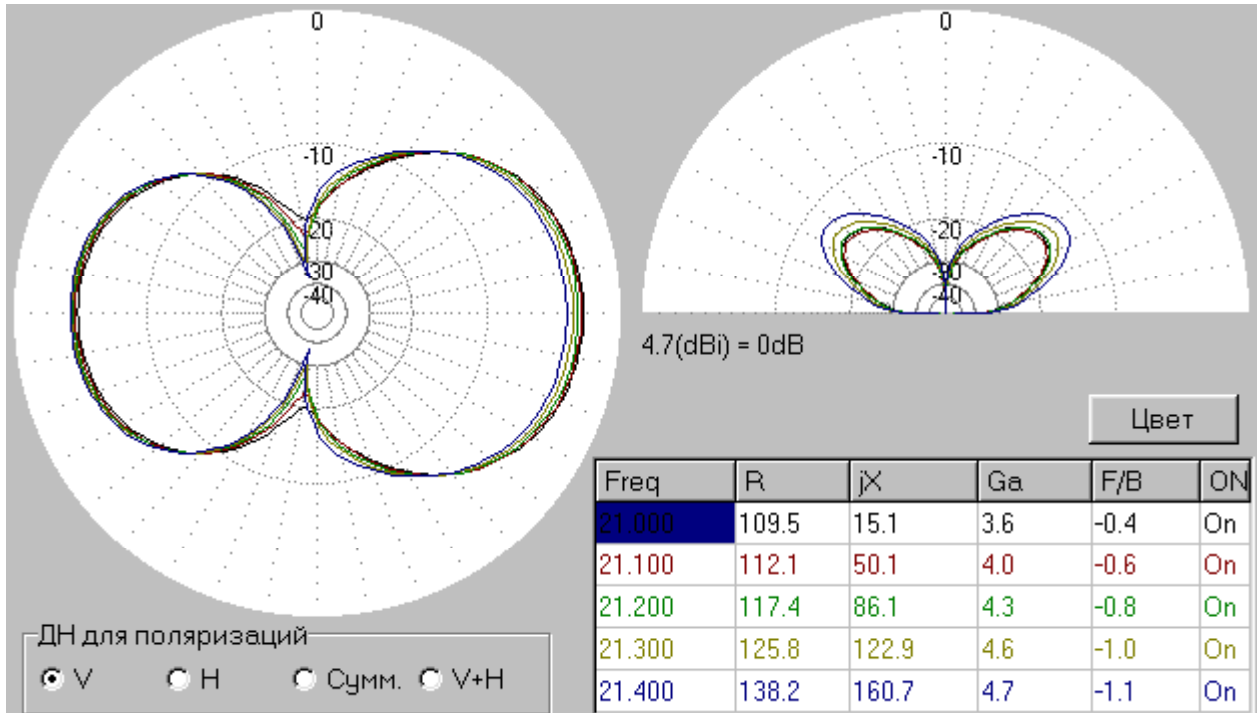 0
-10
-20
-30
-40
0
-10
-20
-30
-40
4.7(dBi) = 0dB
Цвет
Freq R jX Ga F/B ON
21.000 109.5 15.1 3.6 -0.4 On
21.100 112.1 50.1 4.0 -0.6 On
21.200 117.4 86.1 4.3 -0.8 On
21.300 125.8 122.9 4.6 -1.0 On
21.400 138.2 160.7 4.7 -1.1 On
ДН для поляризаций
V H Сумм. V+H